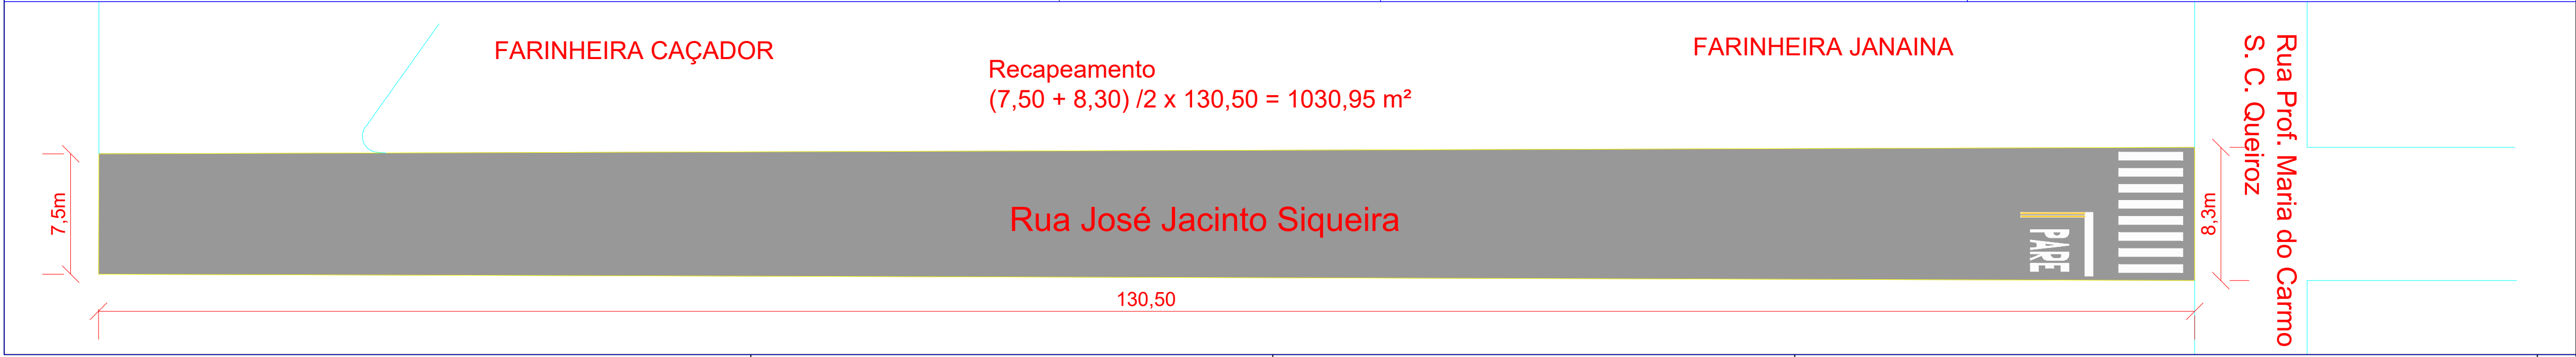 FARINHEIRA CAÇADOR
FARINHEIRA JANAINA
Recapeamento
(7,50 + 8,30) /2 x 130,50 = 1030,95 m²
Rua Prof. Maria do Carmo
S. C. Queiroz
7,5m
Rua José Jacinto Siqueira
PARE
8,3m
130,50